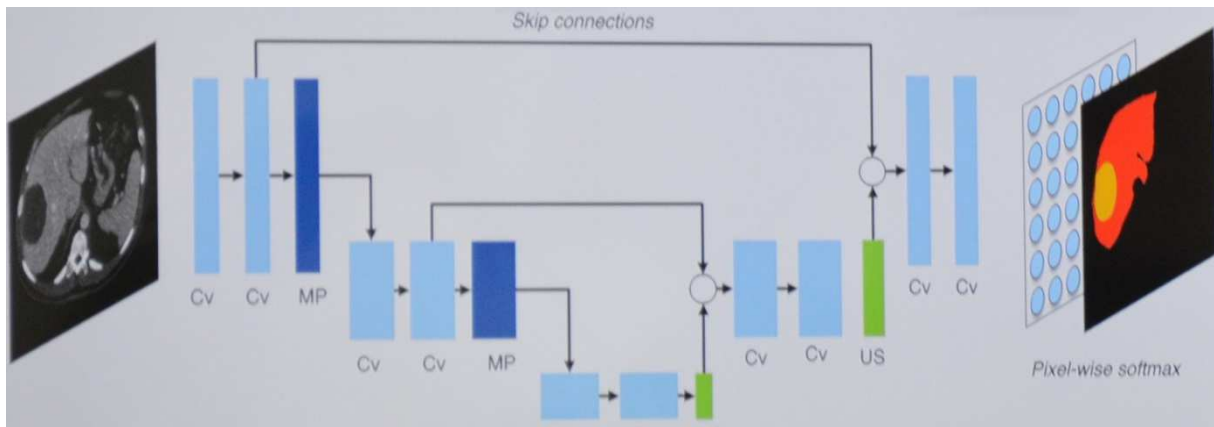 Skip connections
Cv Cv MP
Cv Cv MP
Cv Cv US
Cv Cv
Pixel-wise softmax